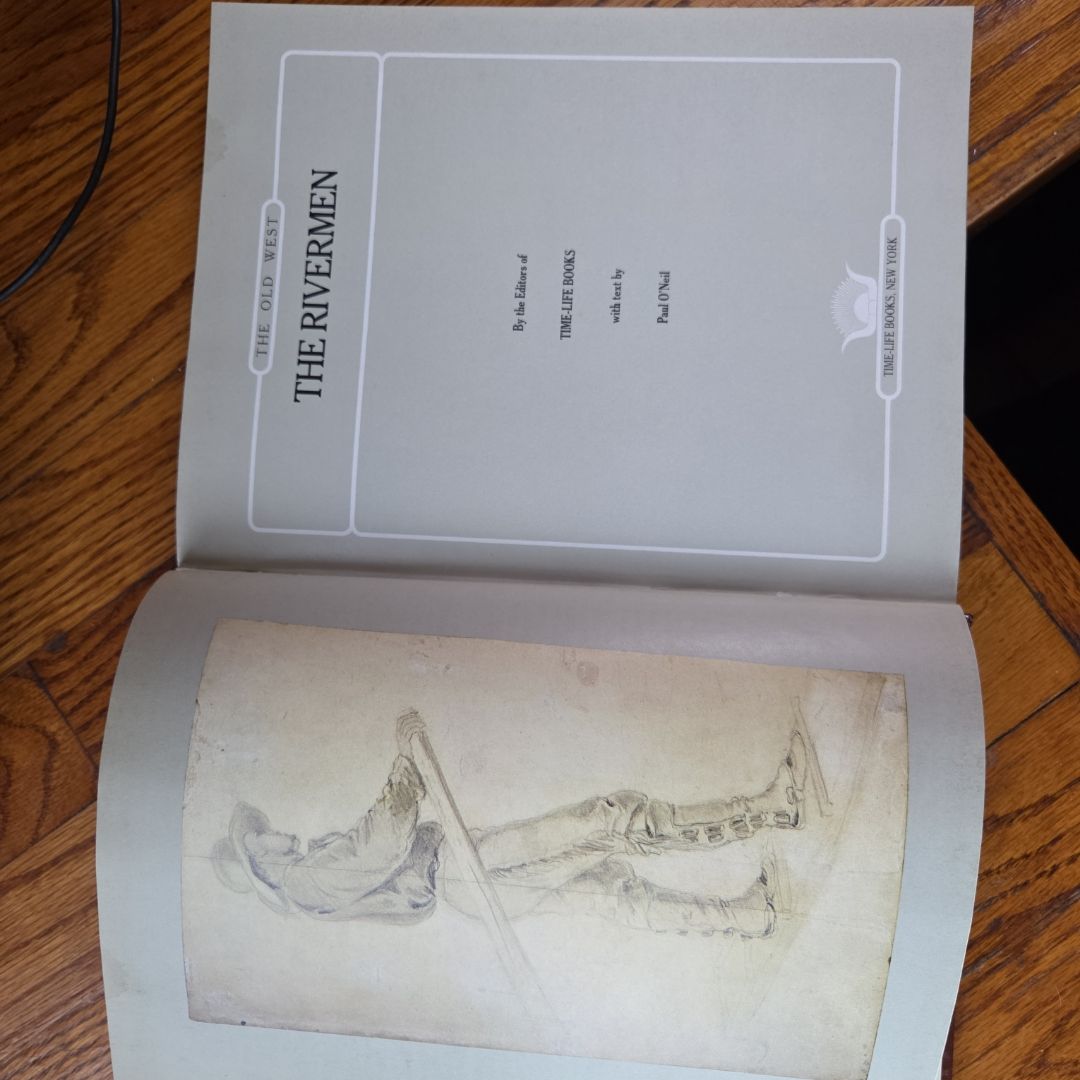 THE OLD WEST
THE RIVERMEN
By the Editors of
TIME-LIFE BOOKS
with text by
Paul O'Neil
TIME-LIFE BOOKS, NEW YORK